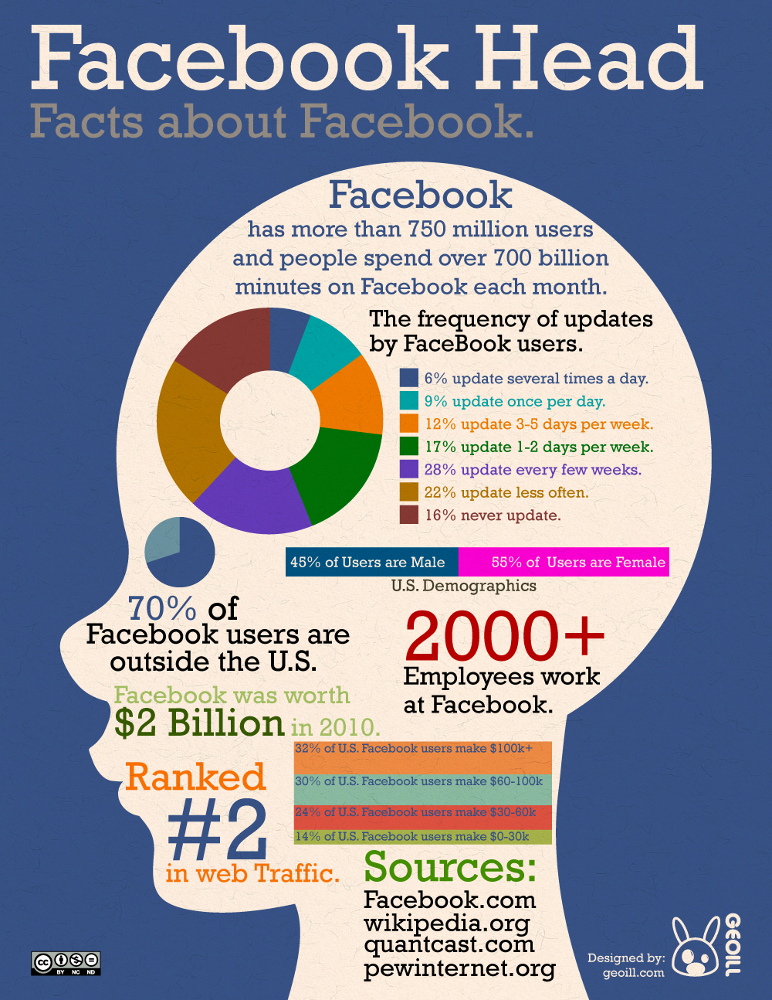 Facebook Head
Facts about Facebook.
Facebook
has more than 750 million users
and people spend over 700 billion
minutes on Facebook each month.
The frequency of updates
by FaceBook users.
6% update several times a day.
9% update once per day.
12% update 3-5 days per week.
17% update 1-2 days per week.
28% update every few weeks.
22% update less often.
16% never update.
45% of Users are Male
55% of Users are Female
U.S. Demographics
70% of
Facebook users are
outside the U.S.
2000+
Employees work
at Facebook.
Facebook was worth
$2 Billion in 2010.
Ranked
#2
in web Traffic.
32% of U.S. Facebook users make $100k+
30% of U.S. Facebook users make $60-100k
24% of U.S. Facebook users make $30-60k
14% of U.S. Facebook users make $0-30k
Sources:
Facebook.com
wikipedia.org
quantcast.com
pewinternet.org
cc BY NC ND
Designed by:
geoill.com
GEOILL